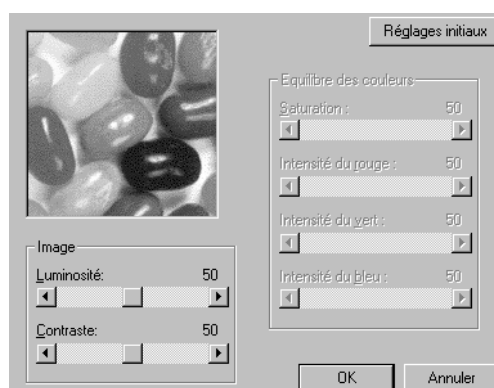 Réglages initiaux
Equilibre des couleurs
Saturation : 50
Intensité du rouge : 50
Intensité du vert : 50
Intensité du bleu : 50
Image
Luminosité: 50
Contraste: 50
OK Annuler